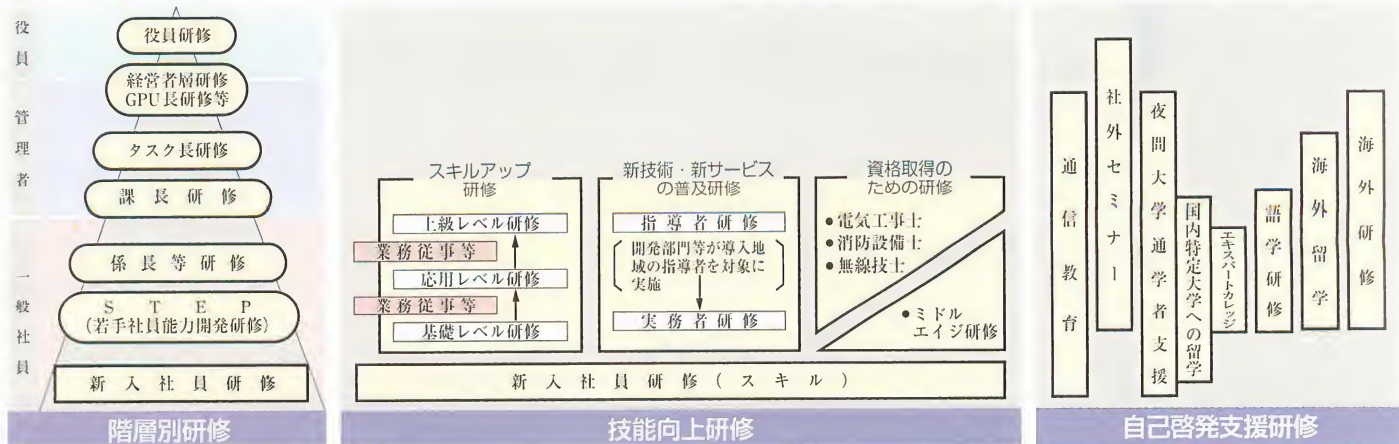 役員
管理者
一般社員
役員研修
経営者層研修
GPU長研修等
タスク長研修
課長研修
係長等研修
STEP
(若手社員能力開発研修)
新入社員研修
階層別研修
スキルアップ
研修
上級レベル研修
業務従事等
応用レベル研修
業務従事等
基礎レベル研修
新技術・新サービス
の普及研修
指導者研修
開発部門等が導入地
域の指導者を対象に
実施
実務者研修
資格取得の
ための研修
●電気工事士
●消防設備士
●無線技士
●ミドル
エイジ研修
新入社員研修(スキル)
技能向上研修
通信教育
社外セミナー
夜間大学通学者支援
国内特定大学への留学
エキスパートカレッジ
語学研修
海外留学
海外研修
自己啓発支援研修